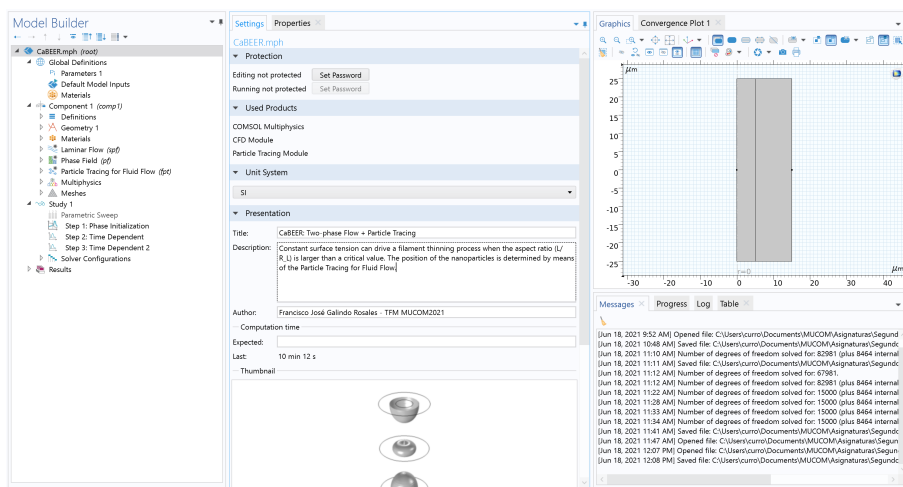 Model Builder
CaBEER.mph (root)
Global Definitions
Parameters 1
Default Model Inputs
Materials
Component 1 (comp1)
Definitions
Geometry 1
Materials
Laminar Flow (spf)
Phase Field (pf)
Particle Tracing for Fluid Flow (fpt)
Multiphysics
Meshes
Study 1
Parametric Sweep
Step 1: Phase Initialization
Step 2: Time Dependent
Step 3: Time Dependent 2
Solver Configurations
Results
Settings Properties
CaBEER.mph
Protection
Editing not protected Set Password
Running not protected Set Password
Used Products
COMSOL Multiphysics
CFD Module
Particle Tracing Module
Unit System
SI
Presentation
Title: CaBEER: Two-phase Flow + Particle Tracing
Description: Constant surface tension can drive a filament thinning process when the aspect ratio (L/
R_L) is larger than a critical value. The position of the nanoparticles is determined by means
of the Particle Tracing for Fluid Flow.
Author: Francisco José Galindo Rosales - TFM MUCOM2021
Computation time
Expected:
Last: 10 min 12 s
Thumbnail
Graphics Convergence Plot 1
µm
25
20
15
10
5
0
-5
-10
-15
-20
-25
r=0
µm
-30 -20 -10 0 10 20 30 40
Messages Progress Log Table
[Jun 18, 2021 9:52 AM] Opened file: C:\Users\curro\Documents\MUCOM\Asignaturas\Segund
[Jun 18, 2021 10:48 AM] Saved file: C:\Users\curro\Documents\MUCOM\Asignaturas\Segundc
[Jun 18, 2021 11:10 AM] Number of degrees of freedom solved for: 82981 (plus 8464 internal
[Jun 18, 2021 11:11 AM] Saved file: C:\Users\curro\Documents\MUCOM\Asignaturas\Segundc
[Jun 18, 2021 11:12 AM] Number of degrees of freedom solved for: 67981.
[Jun 18, 2021 11:12 AM] Number of degrees of freedom solved for: 82981 (plus 8464 internal
[Jun 18, 2021 11:22 AM] Number of degrees of freedom solved for: 15000 (plus 8464 internal
[Jun 18, 2021 11:28 AM] Number of degrees of freedom solved for: 15000 (plus 8464 internal
[Jun 18, 2021 11:33 AM] Number of degrees of freedom solved for: 15000 (plus 8464 internal
[Jun 18, 2021 11:34 AM] Number of degrees of freedom solved for: 15000 (plus 8464 internal
[Jun 18, 2021 11:41 AM] Saved file: C:\Users\curro\Documents\MUCOM\Asignaturas\Segundc
[Jun 18, 2021 11:47 AM] Opened file: C:\Users\curro\Documents\MUCOM\Asignaturas\Segun
[Jun 18, 2021 12:07 PM] Opened file: C:\Users\curro\Documents\MUCOM\Asignaturas\Segun
[Jun 18, 2021 12:08 PM] Saved file: C:\Users\curro\Documents\MUCOM\Asignaturas\Segundc